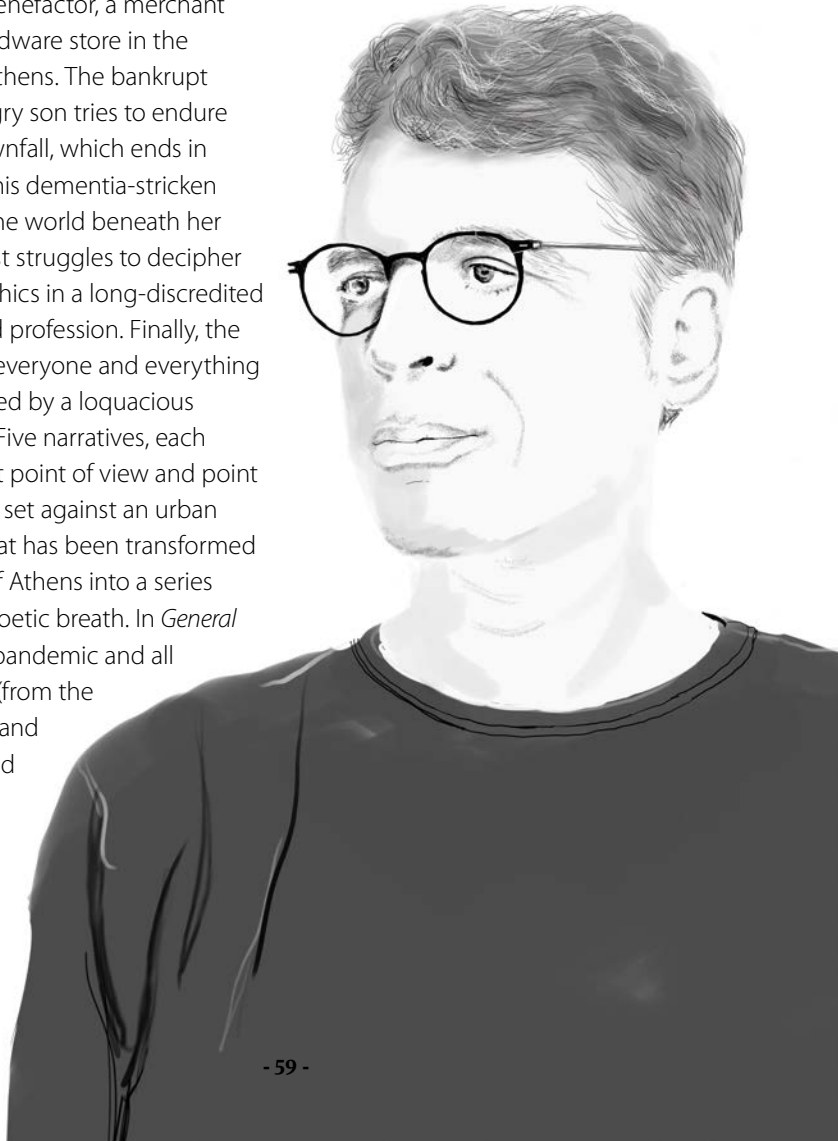 enefactor, a merchant
dware store in the
thens. The bankrupt
gry son tries to endure
wnfall, which ends in
his dementia-stricken
he world beneath her
st struggles to decipher
hics in a long-discredited
d profession. Finally, the
everyone and everything
ed by a loquacious
Five narratives, each
t point of view and point
set against an urban
at has been transformed
f Athens into a series
oetic breath. In General
pandemic and all
(from the
and
d
- 59 -